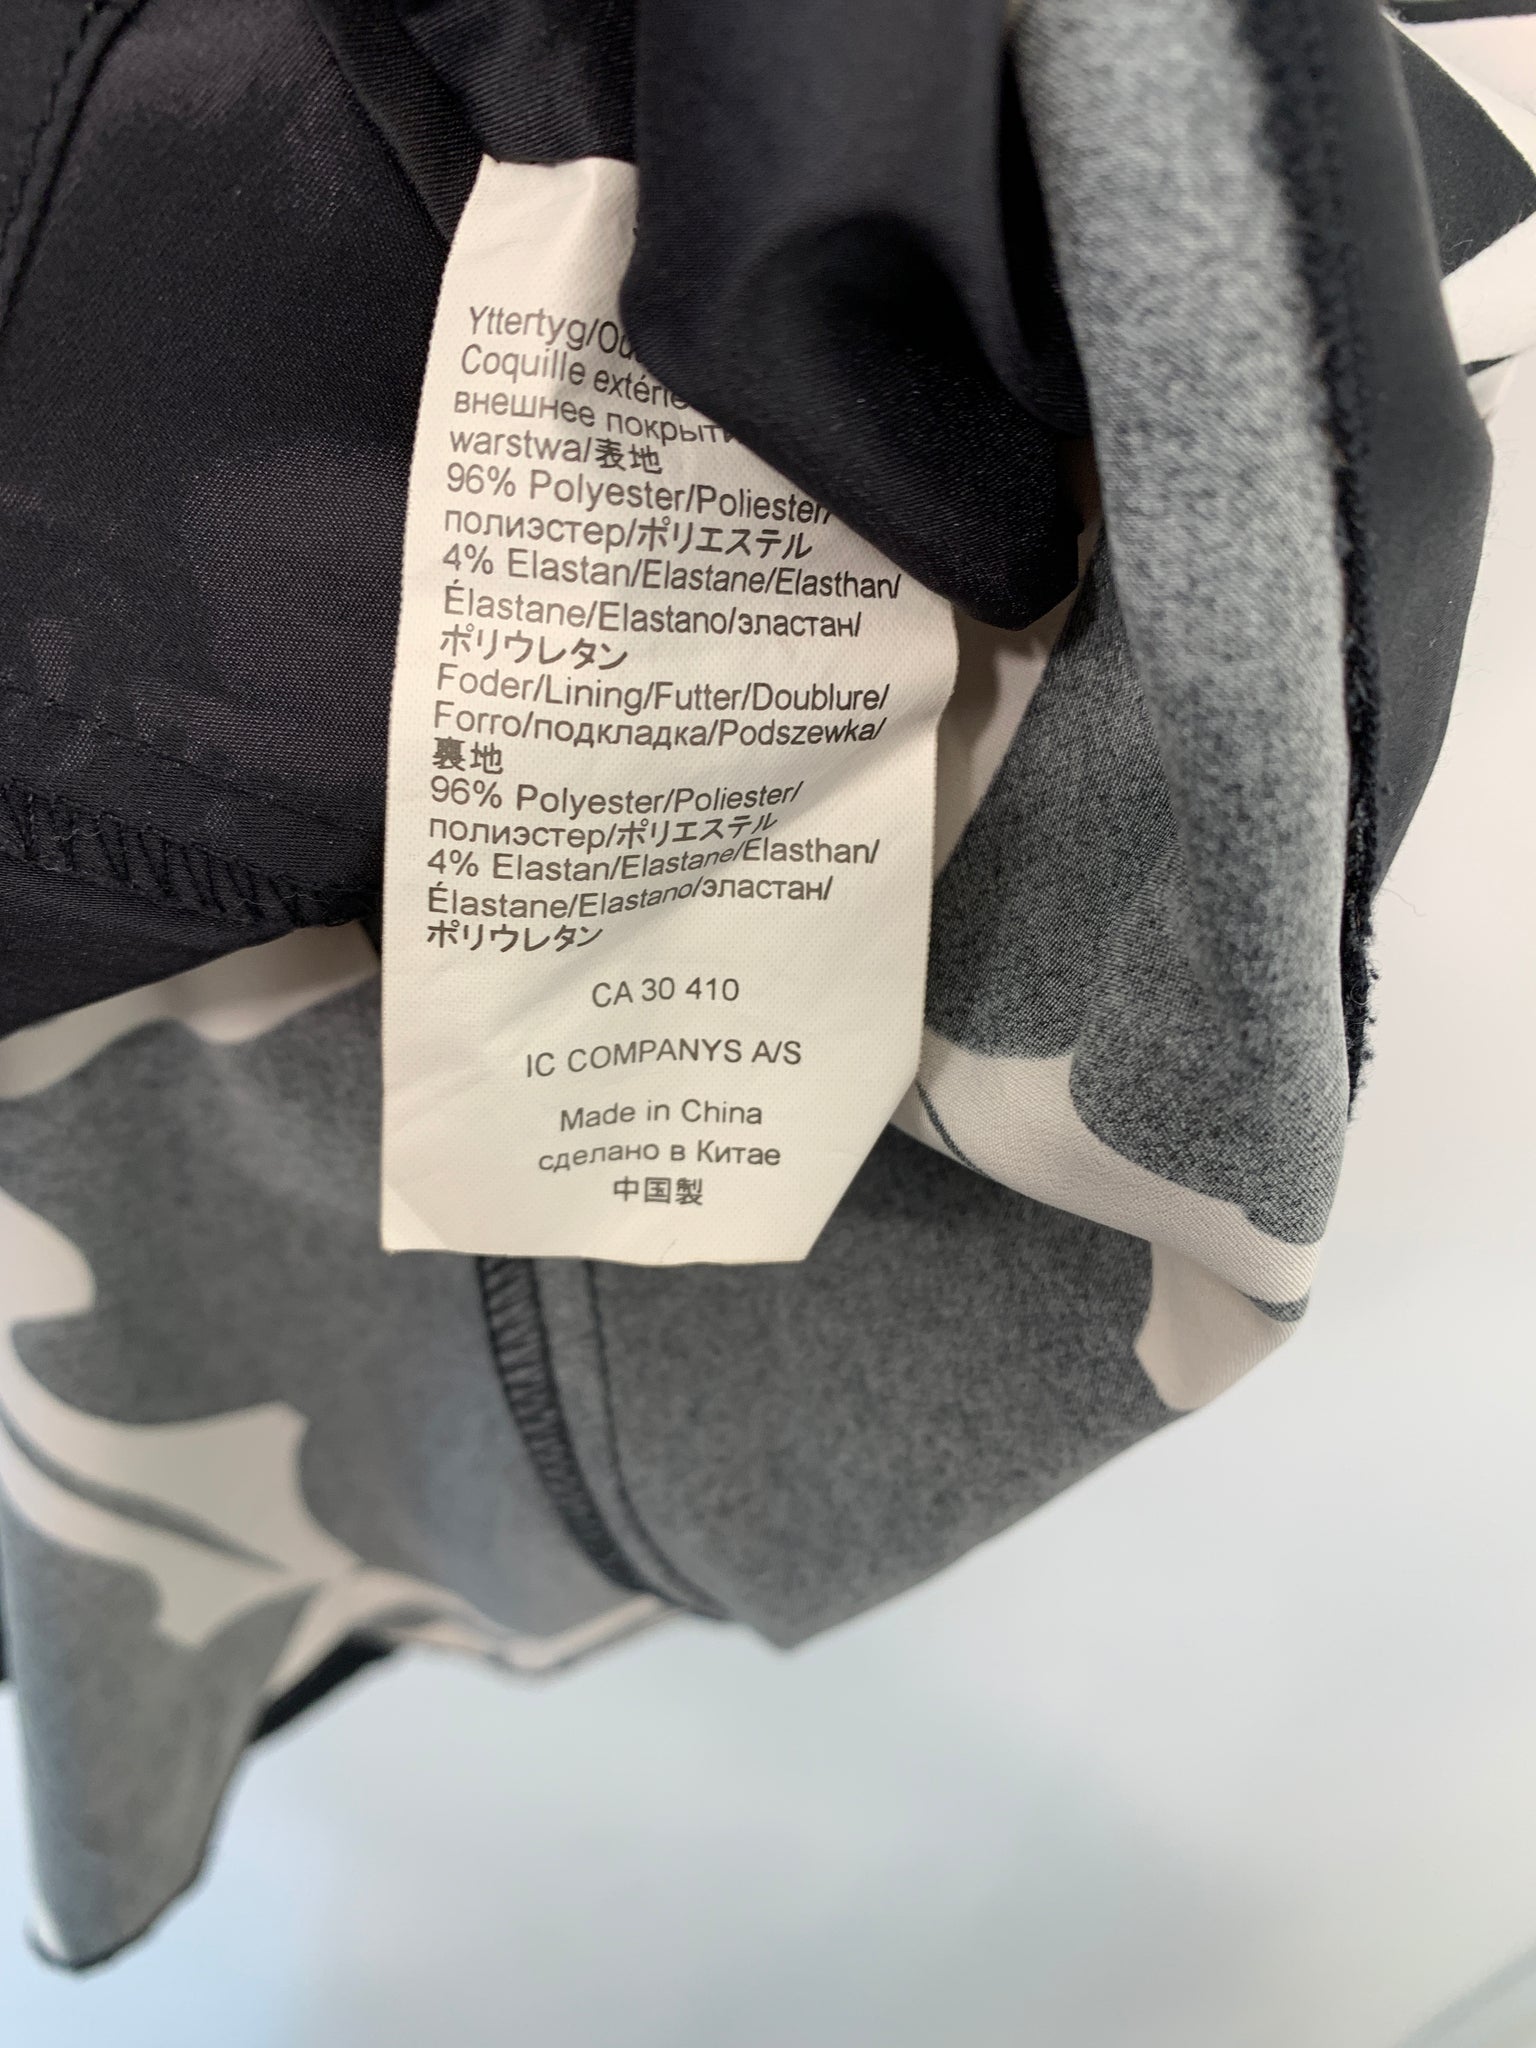 Yttertyg/
Coquille
внешнее
warstwa/表地
96% Polyester/Poliester/
полиэстер/ポリエステル
4% Elastan/Elastane/Elasthan/
Élastane/Elastano/эластан/
ポリウレタン
Foder/Lining/Futter/Doublure/
Forro/подкладка/Podszewka/
裏地
96% Polyester/Poliester/
полиэстер/ポリエステル
4% Elastan/Elastane/Elasthan/
Élastane/Elastano/эластан/
ポリウレタン
CA 30 410
IC COMPANYS A/S
Made in China
сделано в Китае
中国製